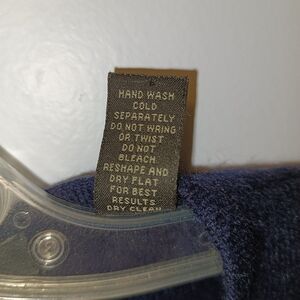 HAND WASH
COLD
SEPARATELY
DO NOT WRING
OR TWIST
DO NOT
BLEACH.
RESHAPE AND
DRY FLAT
FOR BEST
RESULTS
DRY CLEAN